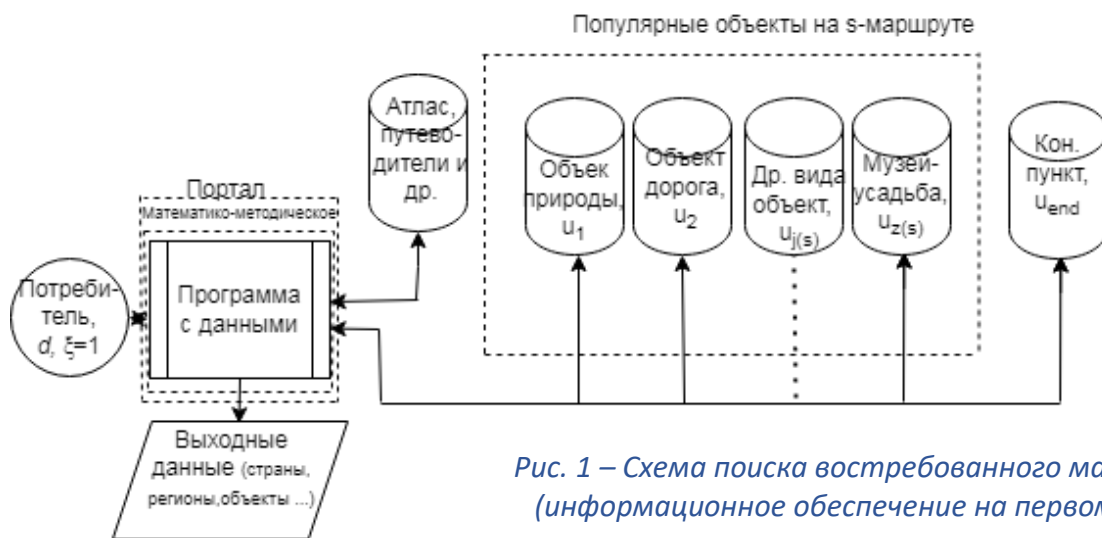 Популярные объекты на s-маршруте
Атлас,
путево-
дители и
др.
Объек
природы,
u1
Объект
дорога,
u2
Др. вида
объект,
uj(s)
Музей-
усадьба,
uz(s)
Кон.
пункт,
uend
Портал
Математико-методическое
Потреби-
тель,
d, ξ=1
Программа
с данными
Выходные
данные (страны,
регионы,объекты ...)
Рис. 1 – Схема поиска востребованного ма
(информационное обеспечение на первом